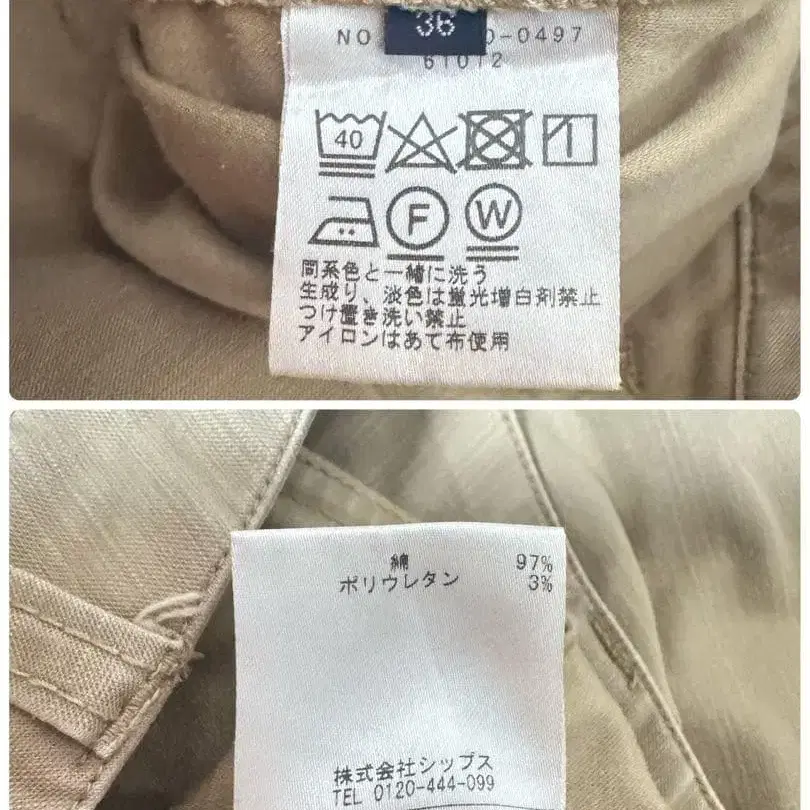 36
NO 0-0497
61012
40
F
W
同系色と一緒に洗う
生成り、淡色は蛍光増白剤禁止
つけ置き洗い禁止
アイロンはあて布使用
綿 97%
ポリウレタン 3%
株式会社シップス
TEL 0120-444-099